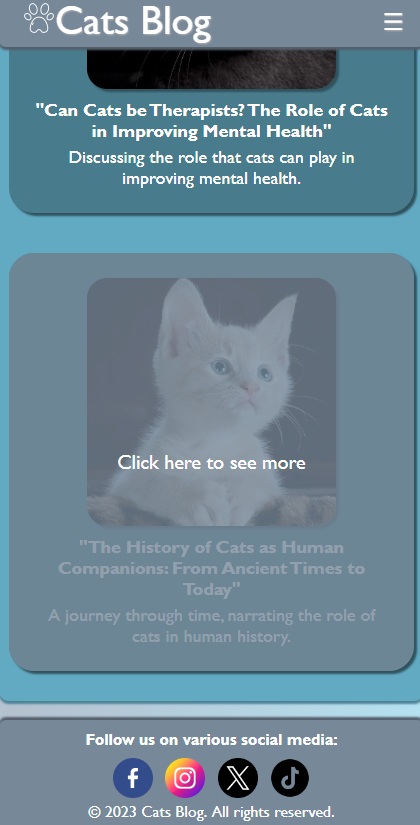 Cats Blog
"Can Cats be Therapists? The Role of Cats
in Improving Mental Health"
Discussing the role that cats can play in
improving mental health.
Click here to see more
"The History of Cats as Human
Companions: From Ancient Times to
Today"
A journey through time, narrating the role of
cats in human history.
Follow us on various social media:
© 2023 Cats Blog. All rights reserved.